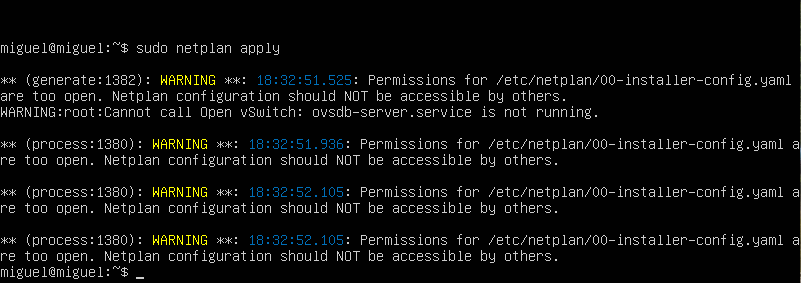 miguel@miguel:~$ sudo netplan apply
** (generate:1382): WARNING **: 18:32:51.525: Permissions for /etc/netplan/00-installer-config.yaml
are too open. Netplan configuration should NOT be accessible by others.
WARNING:root:Cannot call Open vSwitch: ovsdb-server.service is not running.
** (process:1380): WARNING **: 18:32:51.936: Permissions for /etc/netplan/00-installer-config.yaml a
re too open. Netplan configuration should NOT be accessible by others.
** (process:1380): WARNING **: 18:32:52.105: Permissions for /etc/netplan/00-installer-config.yaml a
re too open. Netplan configuration should NOT be accessible by others.
** (process:1380): WARNING **: 18:32:52.105: Permissions for /etc/netplan/00-installer-config.yaml a
re too open. Netplan configuration should NOT be accessible by others.
miguel@miguel:~$ _